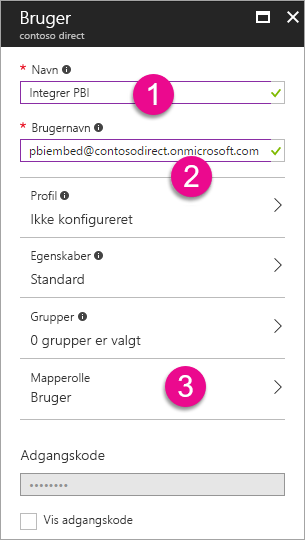 Bruger
contoso direct
* Navn
Integrer PBI
1
* Brugernavn
pbiembed@contosodirect.onmicrosoft.com
2
Profil
Ikke konfigureret
Egenskaber
Standard
Grupper
0 grupper er valgt
Mapperolle
3
Bruger
Adgangskode
••••••••
Vis adgangskode